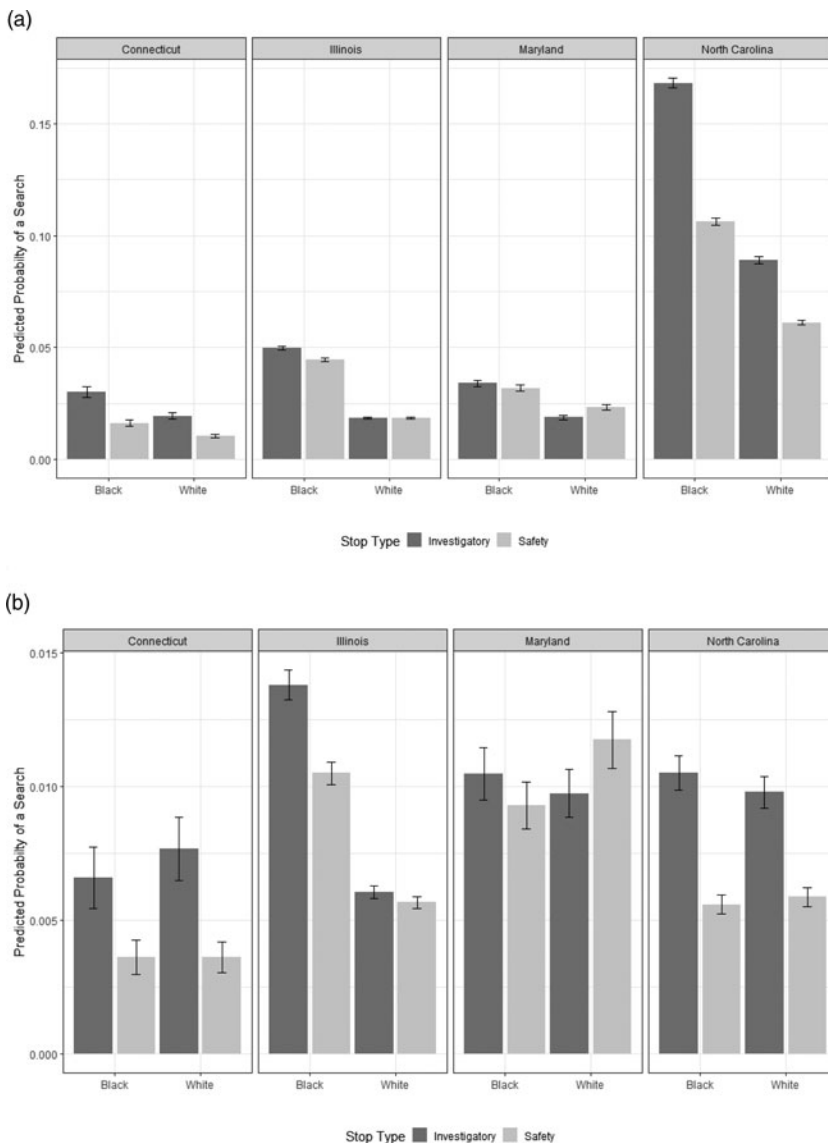 (a)
Connecticut Illinois Maryland North Carolina
Predicted Probabilty of a Search
0.15
0.10
0.05
0.00
Black White Black White Black White Black White
Stop Type Investigatory Safety
(b)
Connecticut Illinois Maryland North Carolina
Predicted Probabilty of a Search
0.015
0.010
0.005
0.000
Black White Black White Black White Black White
Stop Type Investigatory Safety